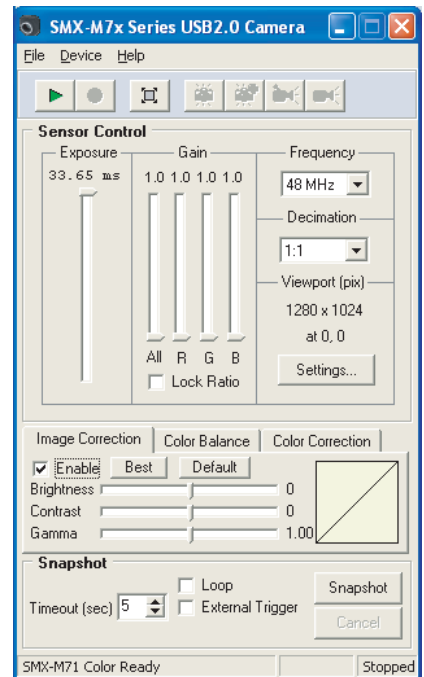 SMX-M7x Series USB2.0 Camera
File Device Help
Sensor Control
Exposure
33.65 ms
Gain
1.0 1.0 1.0 1.0
All R G B
Lock Ratio
Frequency
48 MHz
Decimation
1:1
Viewport (pix)
1280 x 1024
at 0, 0
Settings...
Image Correction Color Balance Color Correction
Enable Best Default
Brightness 0
Contrast 0
Gamma 1.00
Snapshot
Timeout (sec) 5
Loop
External Trigger
Snapshot
Cancel
SMX-M71 Color Ready Stopped